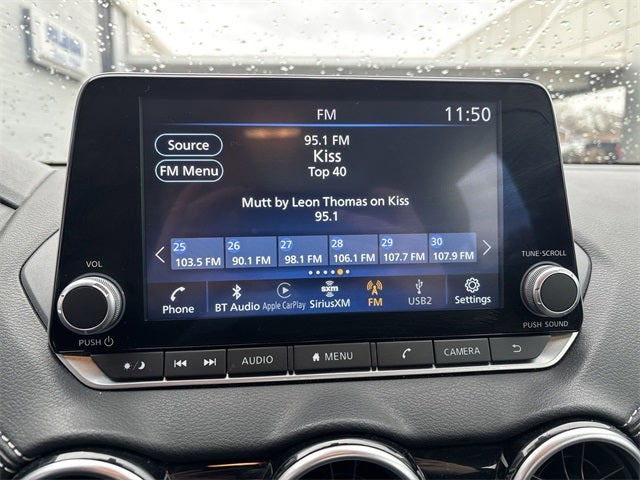 FM
11:50
Source
FM Menu
95.1 FM
Kiss
Top 40
Mutt by Leon Thomas on Kiss
95.1
25 26 27 28 29 30
103.5 FM 90.1 FM 98.1 FM 106.1 FM 107.7 FM 107.9 FM
Phone BT Audio Apple CarPlay SiriusXM FM USB2 Settings
sxm
VOL
PUSH
TUNE·SCROLL
PUSH SOUND
AUDIO MENU CAMERA